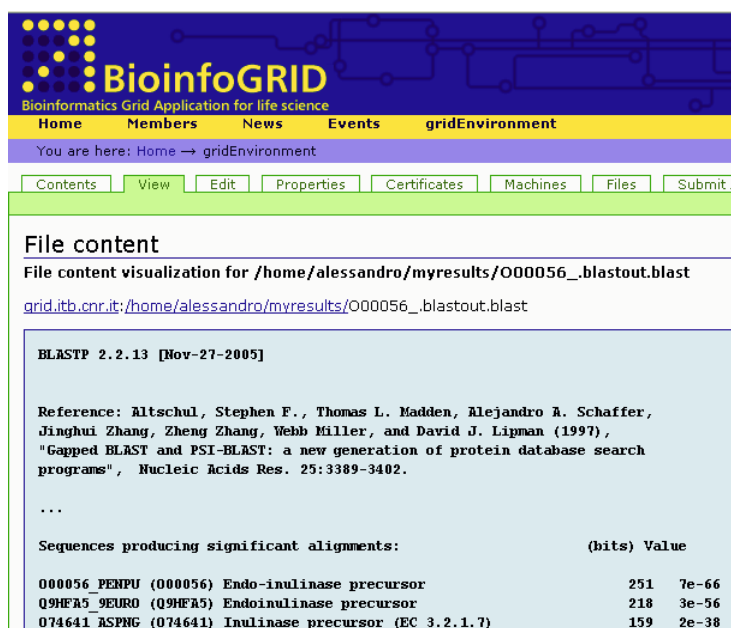 BioinfoGRID
Bioinformatics Grid Application for life science
Home Members News Events gridEnvironment
You are here: Home → gridEnvironment
Contents View Edit Properties Certificates Machines Files Submit
File content
File content visualization for /home/alessandro/myresults/O00056_.blastout.blast
grid.itb.cnr.it:/home/alessandro/myresults/O00056_.blastout.blast
BLASTP 2.2.13 [Nov-27-2005]
Reference: Altschul, Stephen F., Thomas L. Madden, Alejandro A. Schaffer,
Jinghui Zhang, Zheng Zhang, Webb Miller, and David J. Lipman (1997),
"Gapped BLAST and PSI-BLAST: a new generation of protein database search
programs", Nucleic Acids Res. 25:3389-3402.
...
Sequences producing significant alignments: (bits) Value
O00056_PENPU (O00056) Endo-inulinase precursor 251 7e-66
Q9HFA5_9EURO (Q9HFA5) Endoinulinase precursor 218 3e-56
O74641_ASPNG (O74641) Inulinase precursor (EC 3.2.1.7) 159 2e-38